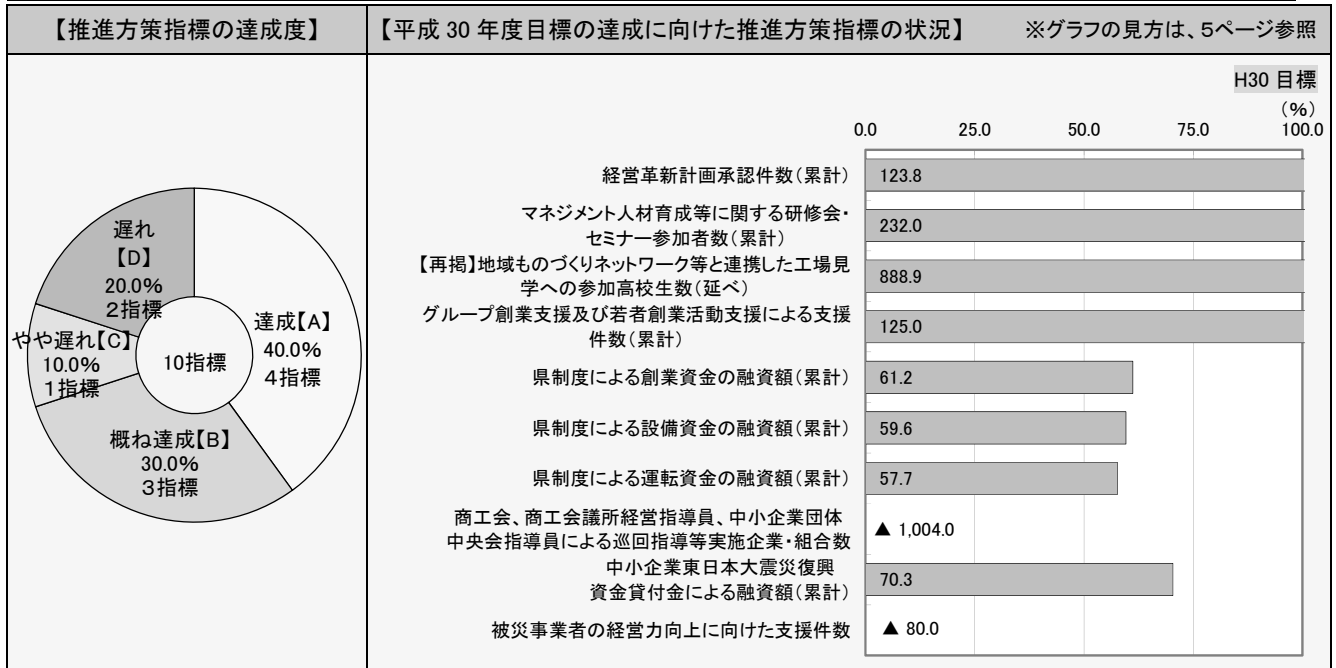 【推進方策指標の達成度】
【平成30年度目標の達成に向けた推進方策指標の状況】 ※グラフの見方は、5ページ参照
遅れ
【D】
20.0%
2指標
やや遅れ【C】
10.0%
1指標
達成【A】
40.0%
4指標
10指標
概ね達成【B】
30.0%
3指標
H30 目標
(%)
0.0 25.0 50.0 75.0 100.0
経営革新計画承認件数(累計) 123.8
マネジメント人材育成等に関する研修会・
セミナー参加者数(累計) 232.0
【再掲】地域ものづくりネットワーク等と連携した工場見
学への参加高校生数(延べ) 888.9
グループ創業支援及び若者創業活動支援による支援
件数(累計) 125.0
県制度による創業資金の融資額(累計) 61.2
県制度による設備資金の融資額(累計) 59.6
県制度による運転資金の融資額(累計) 57.7
商工会、商工会議所経営指導員、中小企業団体
中央会指導員による巡回指導等実施企業・組合数 ▲ 1,004.0
中小企業東日本大震災復興
資金貸付金による融資額(累計) 70.3
被災事業者の経営力向上に向けた支援件数 ▲ 80.0